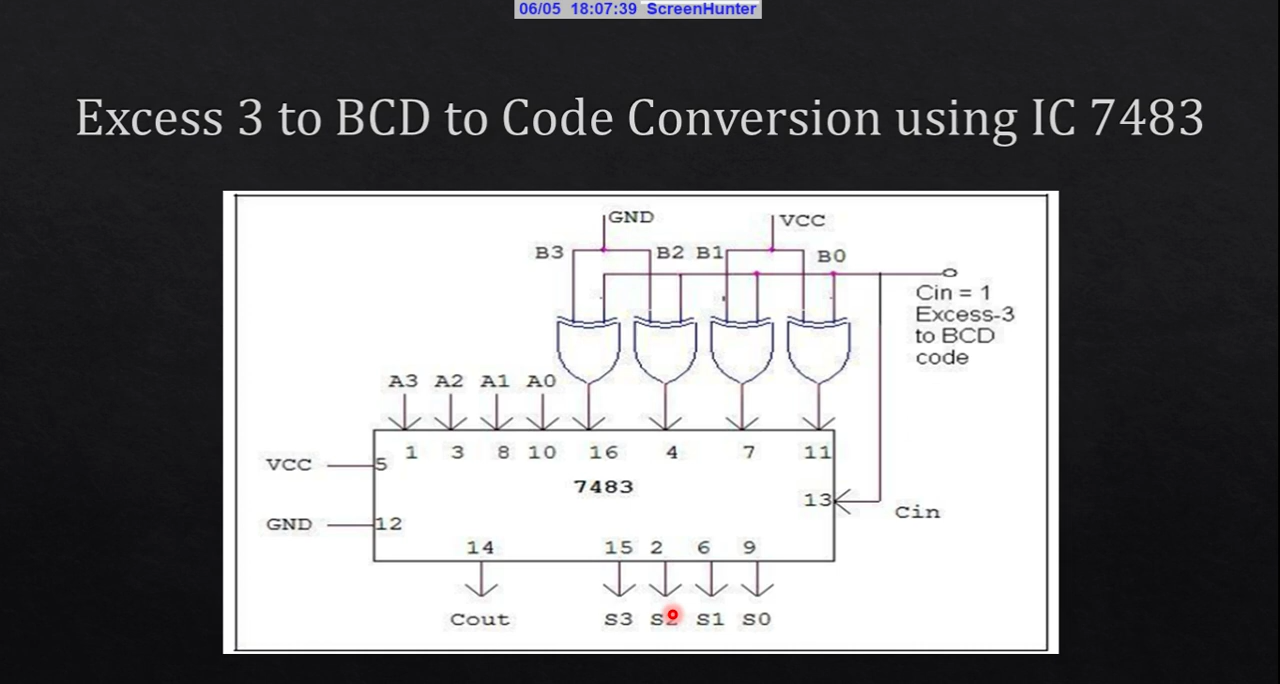 06/05 18:07:39 ScreenHunter
Excess 3 to BCD to Code Conversion using IC 7483
GND
VCC
B3
B2
B1
B0
Cin = 1
Excess-3
to BCD
code
A3 A2 A1 A0
1 3 8 10 16 4 7 11
VCC
5
7483
13
Cin
GND
12
14
15 2 6 9
Cout
S3 S2 S1 S0